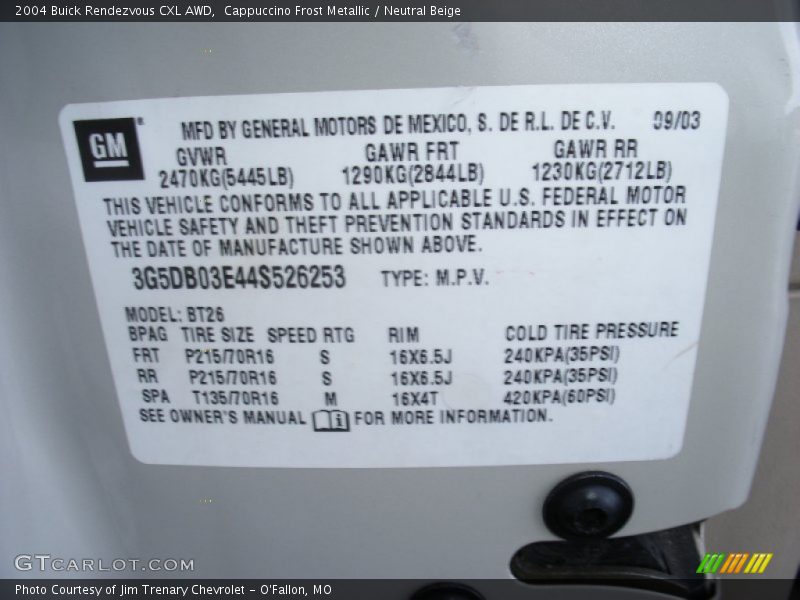 2004 Buick Rendezvous CXL AWD, Cappuccino Frost Metallic / Neutral Beige
GM®
MFD BY GENERAL MOTORS DE MEXICO, S. DE R.L. DE C.V. 09/03
GVWR GAWR FRT GAWR RR
2470KG(5445LB) 1290KG(2844LB) 1230KG(2712LB)
THIS VEHICLE CONFORMS TO ALL APPLICABLE U.S. FEDERAL MOTOR
VEHICLE SAFETY AND THEFT PREVENTION STANDARDS IN EFFECT ON
THE DATE OF MANUFACTURE SHOWN ABOVE.
3G5DB03E44S526253 TYPE: M.P.V.
MODEL: BT26
BPAG TIRE SIZE SPEED RTG RIM COLD TIRE PRESSURE
FRT P215/70R16 S 16X6.5J 240KPA(35PSI)
RR P215/70R16 S 16X6.5J 240KPA(35PSI)
SPA T135/70R16 M 16X4T 420KPA(60PSI)
SEE OWNER'S MANUAL i FOR MORE INFORMATION.
GTCARLOT.COM
Photo Courtesy of Jim Trenary Chevrolet - O'Fallon, MO